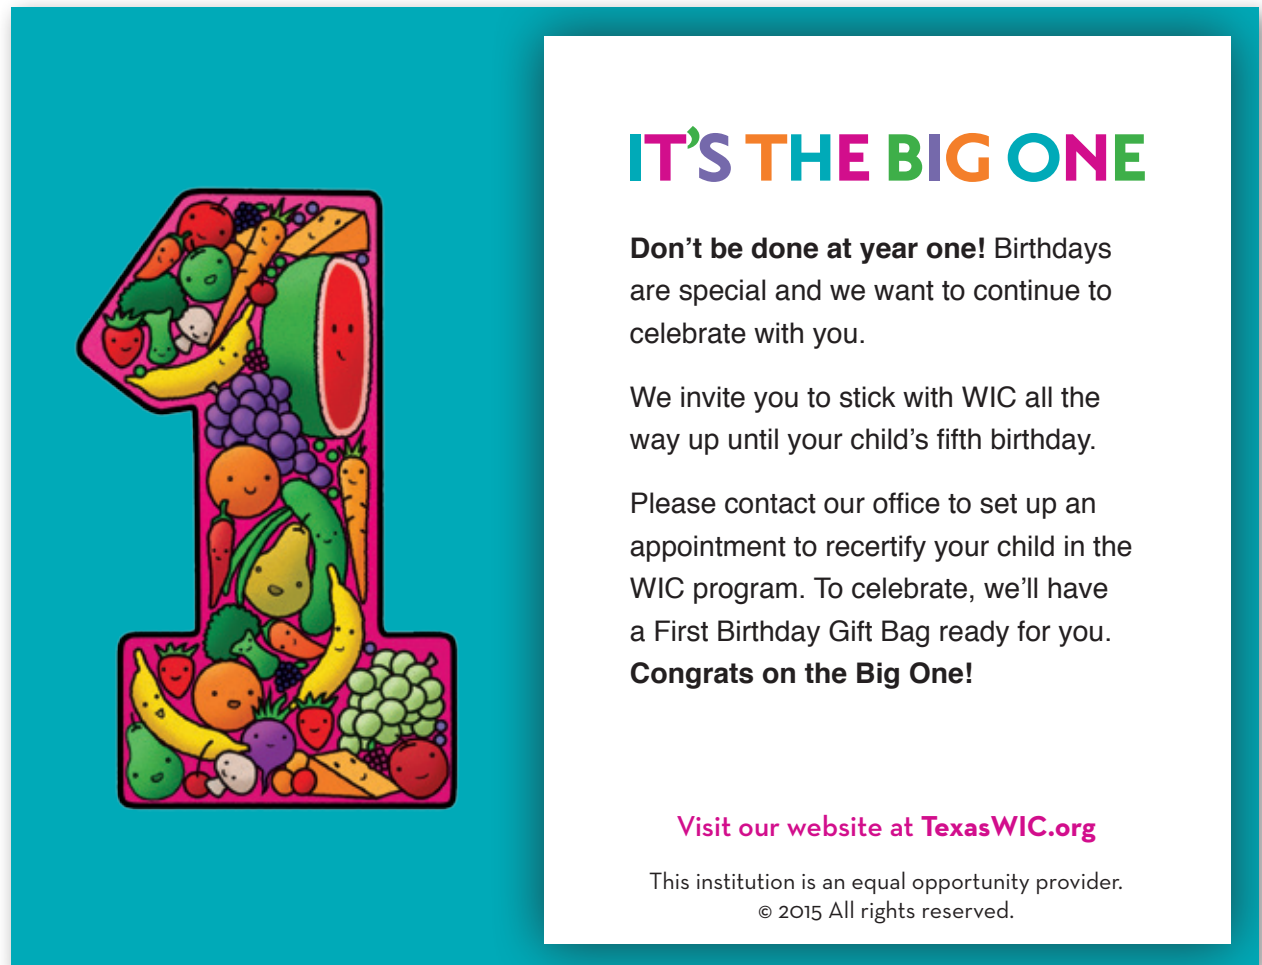 IT’S THE BIG ONE
Don’t be done at year one! Birthdays
are special and we want to continue to
celebrate with you.
We invite you to stick with WIC all the
way up until your child’s fifth birthday.
Please contact our office to set up an
appointment to recertify your child in the
WIC program. To celebrate, we’ll have
a First Birthday Gift Bag ready for you.
Congrats on the Big One!
Visit our website at TexasWIC.org
This institution is an equal opportunity provider.
© 2015 All rights reserved.